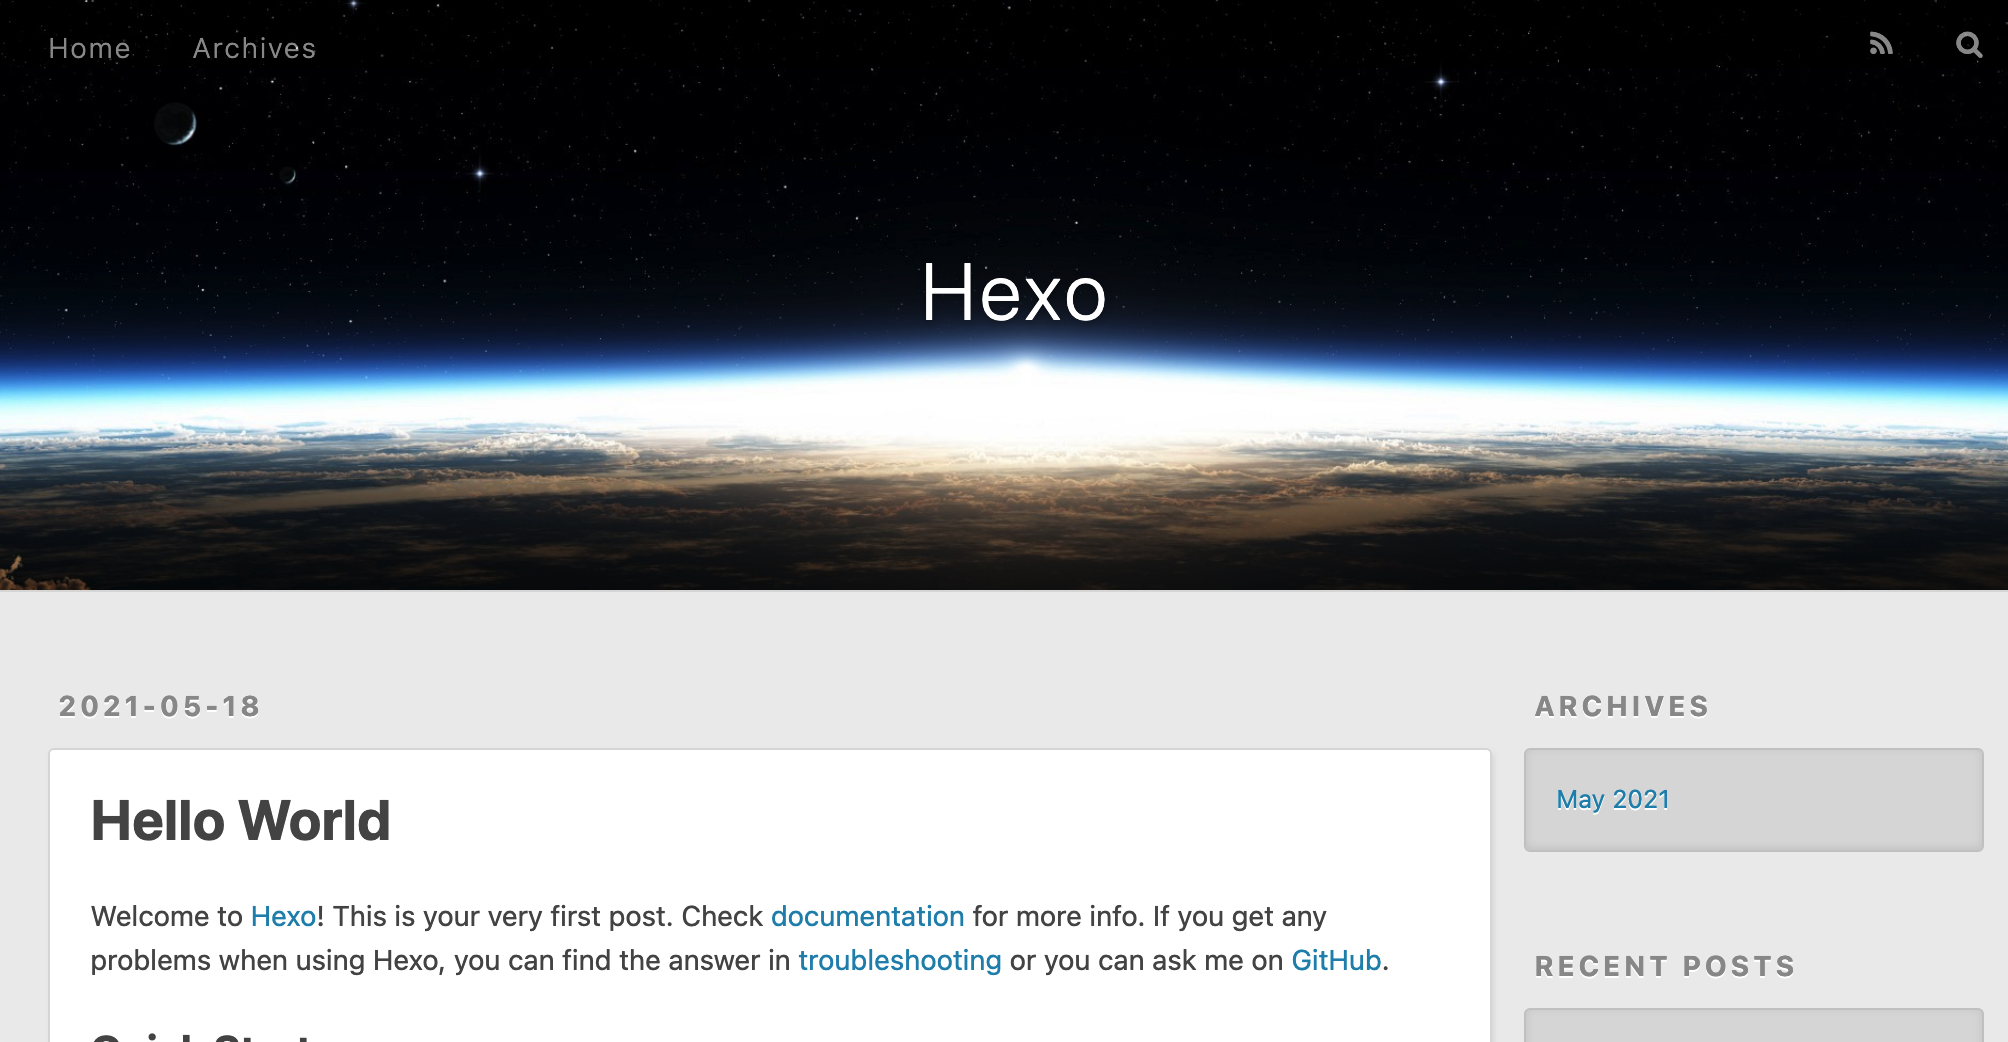 Home Archives
Hexo
2021-05-18
Hello World
Welcome to Hexo! This is your very first post. Check documentation for more info. If you get any
problems when using Hexo, you can find the answer in troubleshooting or you can ask me on GitHub.
Quick Start
ARCHIVES
May 2021
RECENT POSTS